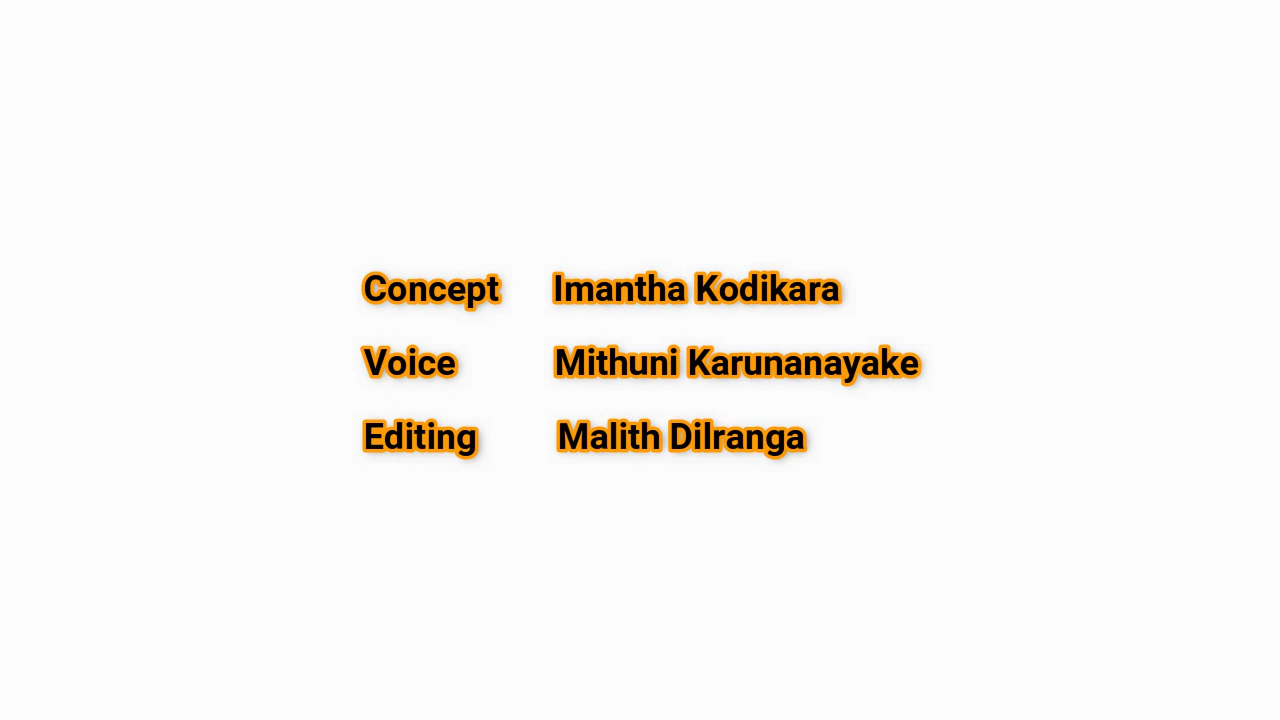 Concept Imantha Kodikara
Voice Mithuni Karunanayake
Editing Malith Dilranga